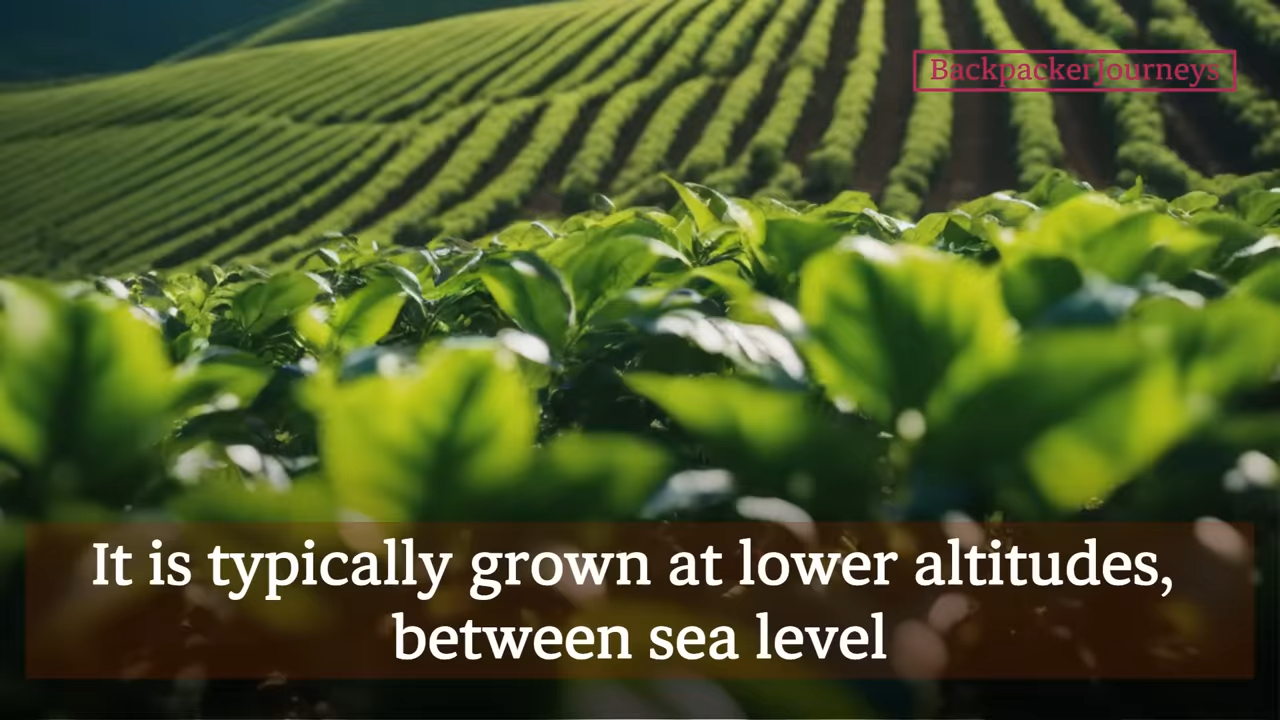 BackpackerJourneys
It is typically grown at lower altitudes,
between sea level